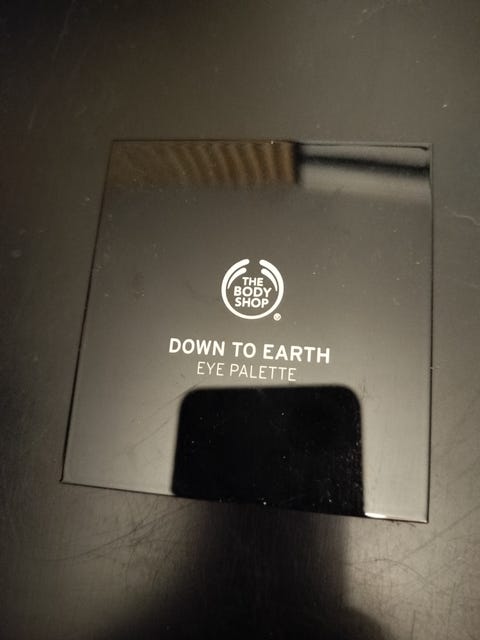 THE
BODY
SHOP
®
DOWN TO EARTH
EYE PALETTE